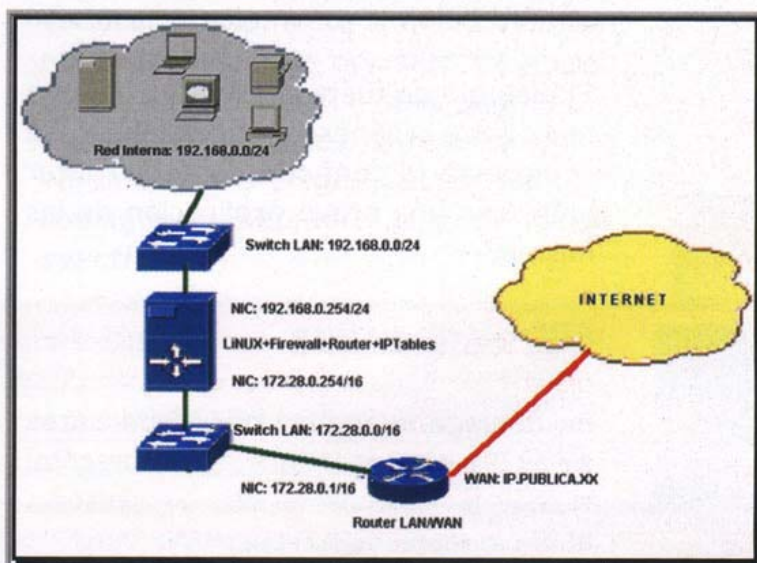 Red Interna: 192.168.0.0/24
Switch LAN: 192.168.0.0/24
NIC: 192.168.0.254/24
LiNUX+Firewall+Router+IPTables
NIC: 172.28.0.254/16
Switch LAN: 172.28.0.0/16
NIC: 172.28.0.1/16
Router LAN/WAN
WAN: IP.PUBLICA.XX
INTERNET